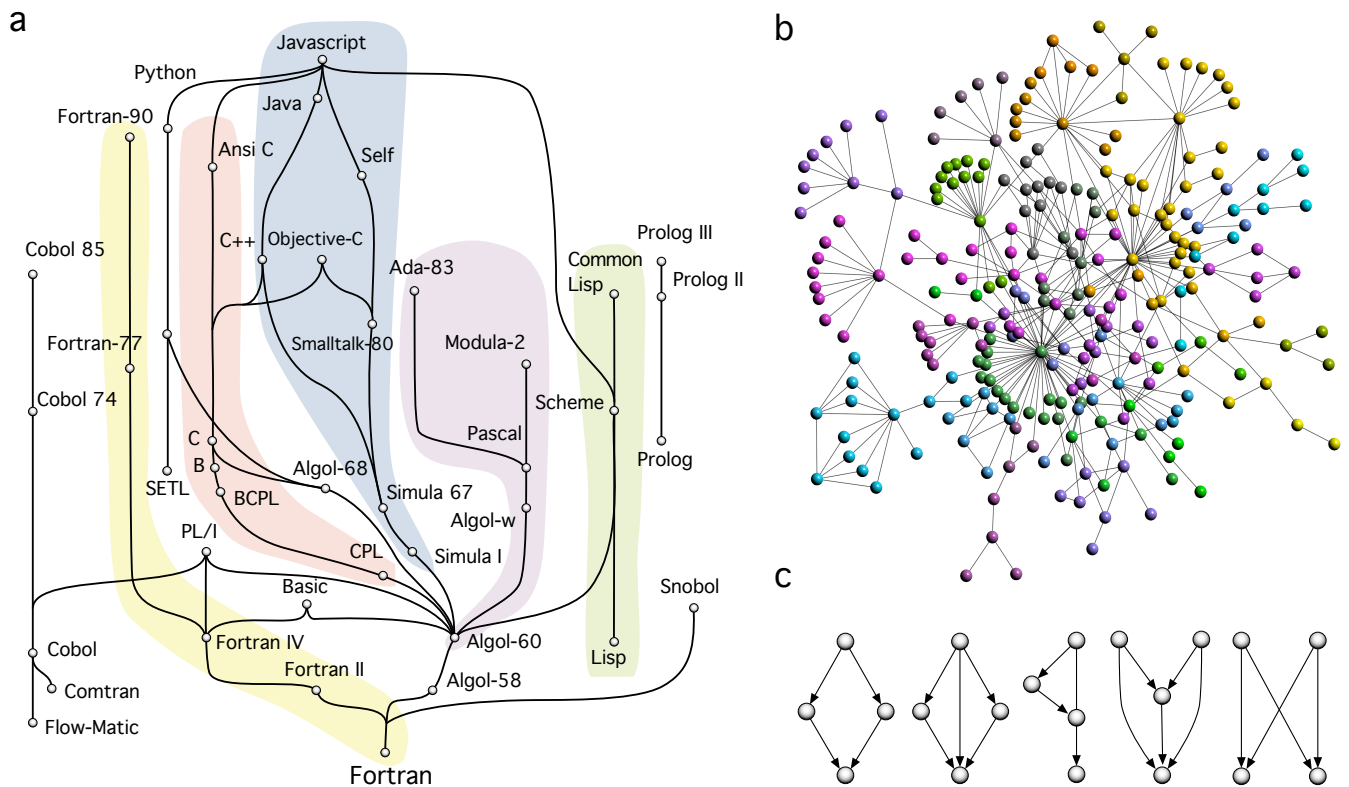 a
b
Javascript
Python
Java
Fortran-90
Ansi C
Self
C++
Objective-C
Prolog III
Cobol 85
Ada-83
Common
Lisp
Prolog II
Fortran-77
Smalltalk-80
Modula-2
Cobol 74
Scheme
C
Pascal
B
Algol-68
Prolog
SETL
BCPL
Simula 67
Algol-w
PL/I
CPL
Simula I
Basic
Snobol
c
Cobol
Fortran IV
Algol-60
Lisp
Fortran II
Algol-58
Comtran
Flow-Matic
Fortran